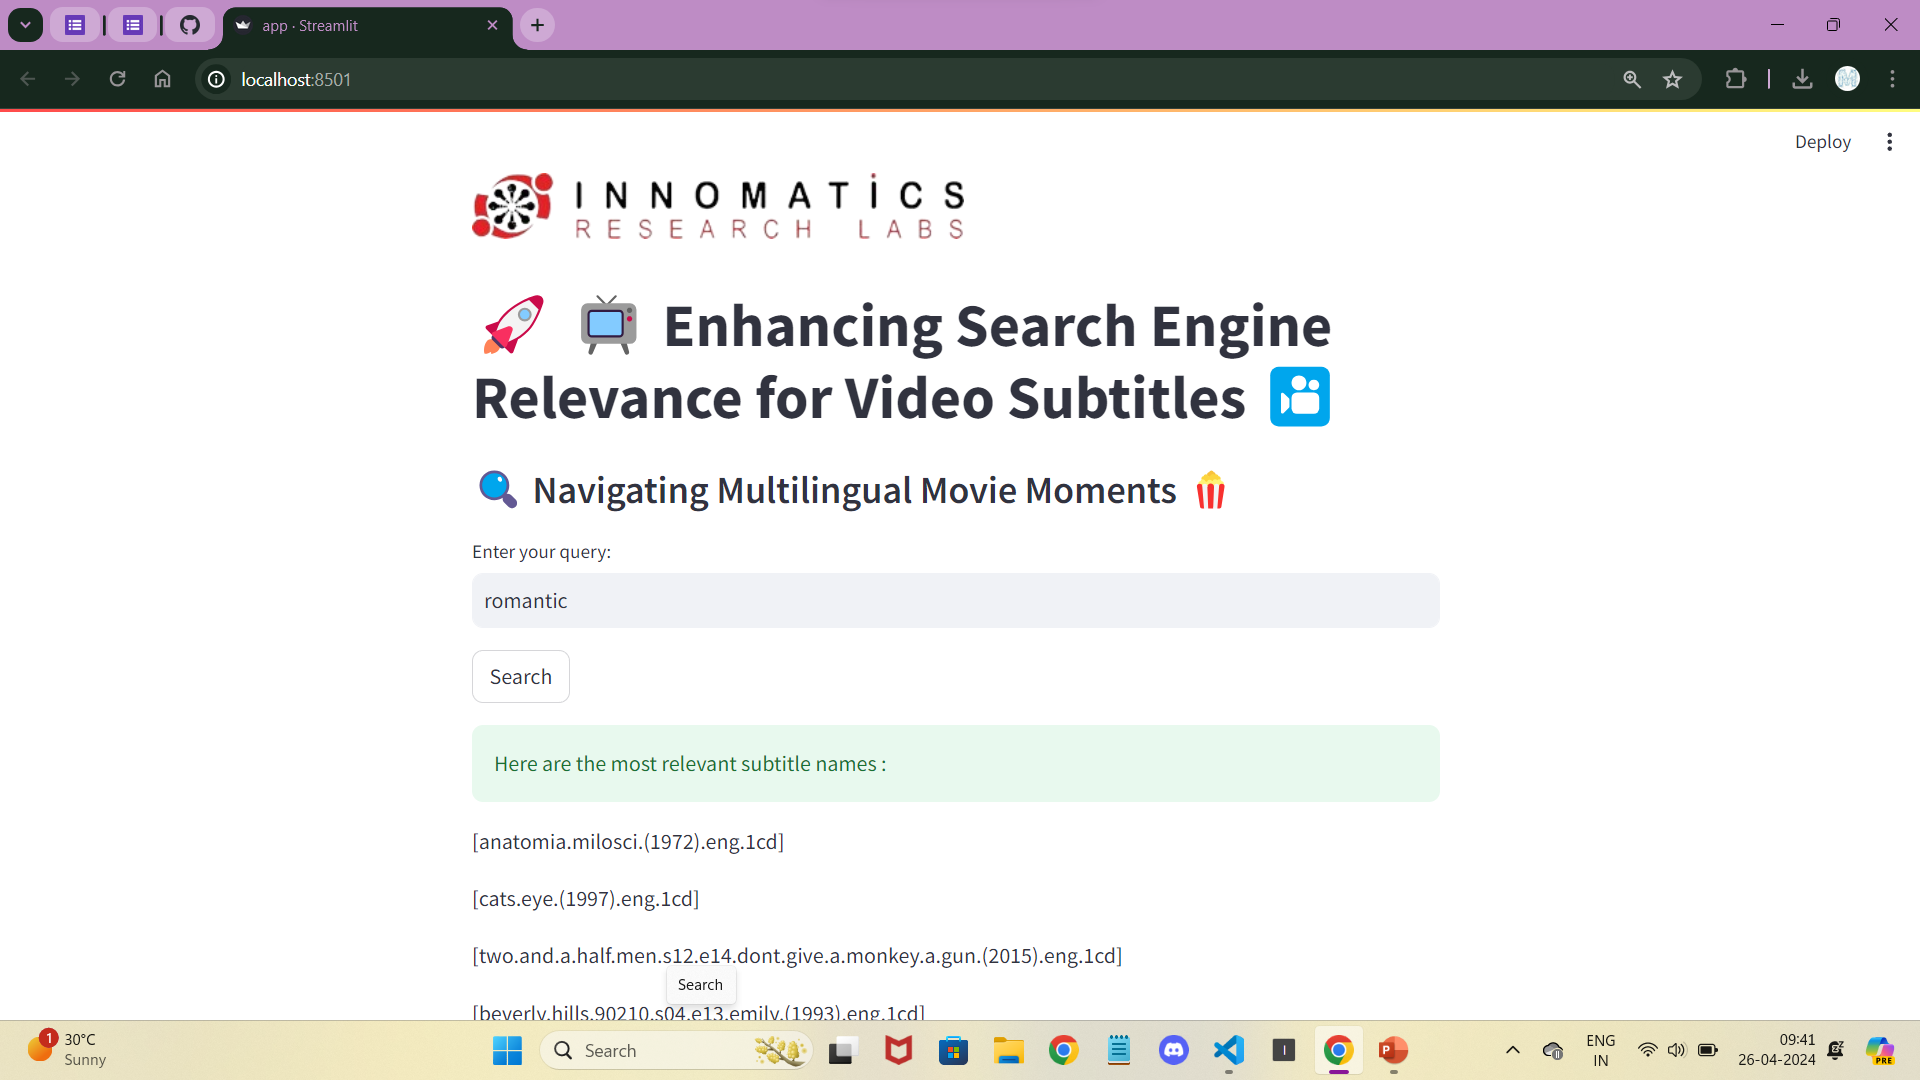 app · Streamlit
localhost:8501
Deploy
INNOMATICS
RESEARCH LABS
Enhancing Search Engine
Relevance for Video Subtitles
Navigating Multilingual Movie Moments
Enter your query:
romantic
Search
Here are the most relevant subtitle names :
[anatomia.milosci.(1972).eng.1cd]
[cats.eye.(1997).eng.1cd]
[two.and.a.half.men.s12.e14.dont.give.a.monkey.a.gun.(2015).eng.1cd]
Search
[beverly.hills.90210.s04.e13.emily.(1993).eng.1cd]
1
30°C
Sunny
Search
I
P
ENG
IN
09:41
26-04-2024
PRE